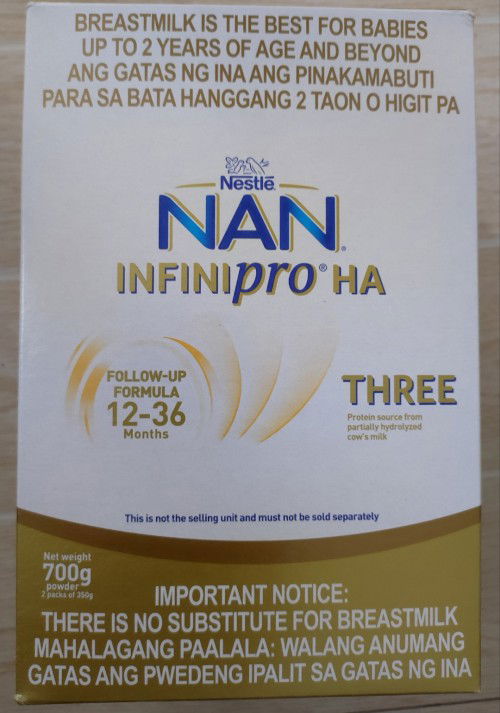 BREASTMILK IS THE BEST FOR BABIES
UP TO 2 YEARS OF AGE AND BEYOND
ANG GATAS NG INA ANG PINAKAMABUTI
PARA SA BATA HANGGANG 2 TAON O HIGIT PA
Nestlé
NAN®
INFINIpro® HA
FOLLOW-UP
FORMULA
12-36
Months
THREE
Protein source from
partially hydrolyzed
cow's milk
This is not the selling unit and must not be sold separately
Net weight
700g
powder
2 packs of 350g
IMPORTANT NOTICE:
THERE IS NO SUBSTITUTE FOR BREASTMILK
MAHALAGANG PAALALA: WALANG ANUMANG
GATAS ANG PWEDENG IPALIT SA GATAS NG INA